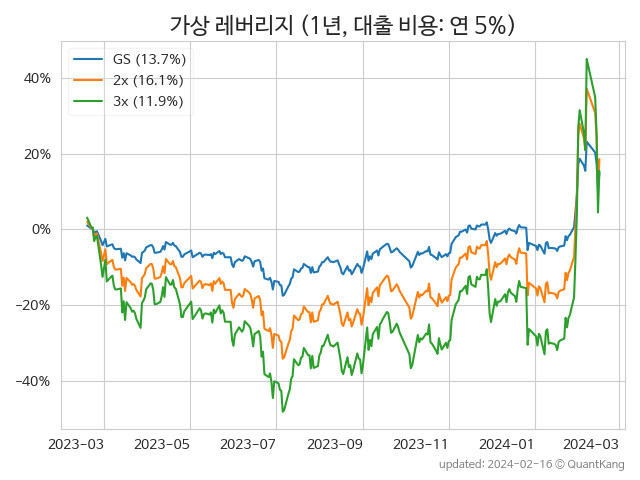 가상 레버리지 (1년, 대출 비용: 연 5%)
GS (13.7%)
2x (16.1%)
3x (11.9%)
40%
20%
0%
−20%
−40%
2023-03 2023-05 2023-07 2023-09 2023-11 2024-01 2024-03
updated: 2024-02-16 © QuantKang